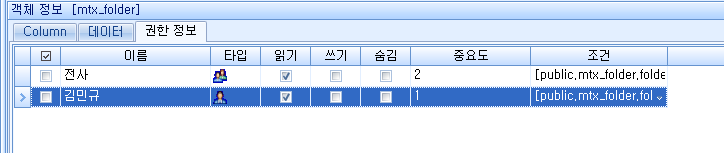 객체 정보 [mtx_folder]
Column 데이터 권한 정보
이름 타입 읽기 쓰기 숨김 중요도 조건
전사 2 [public,mtx_folder,folde
김민규 1 [public,mtx_folder,fol